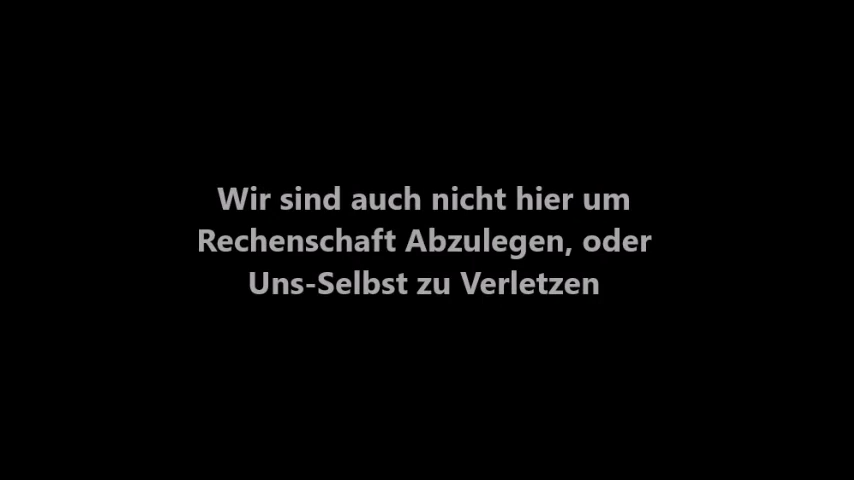 Wir sind auch nicht hier um
Rechenschaft Abzulegen, oder
Uns-Selbst zu Verletzen